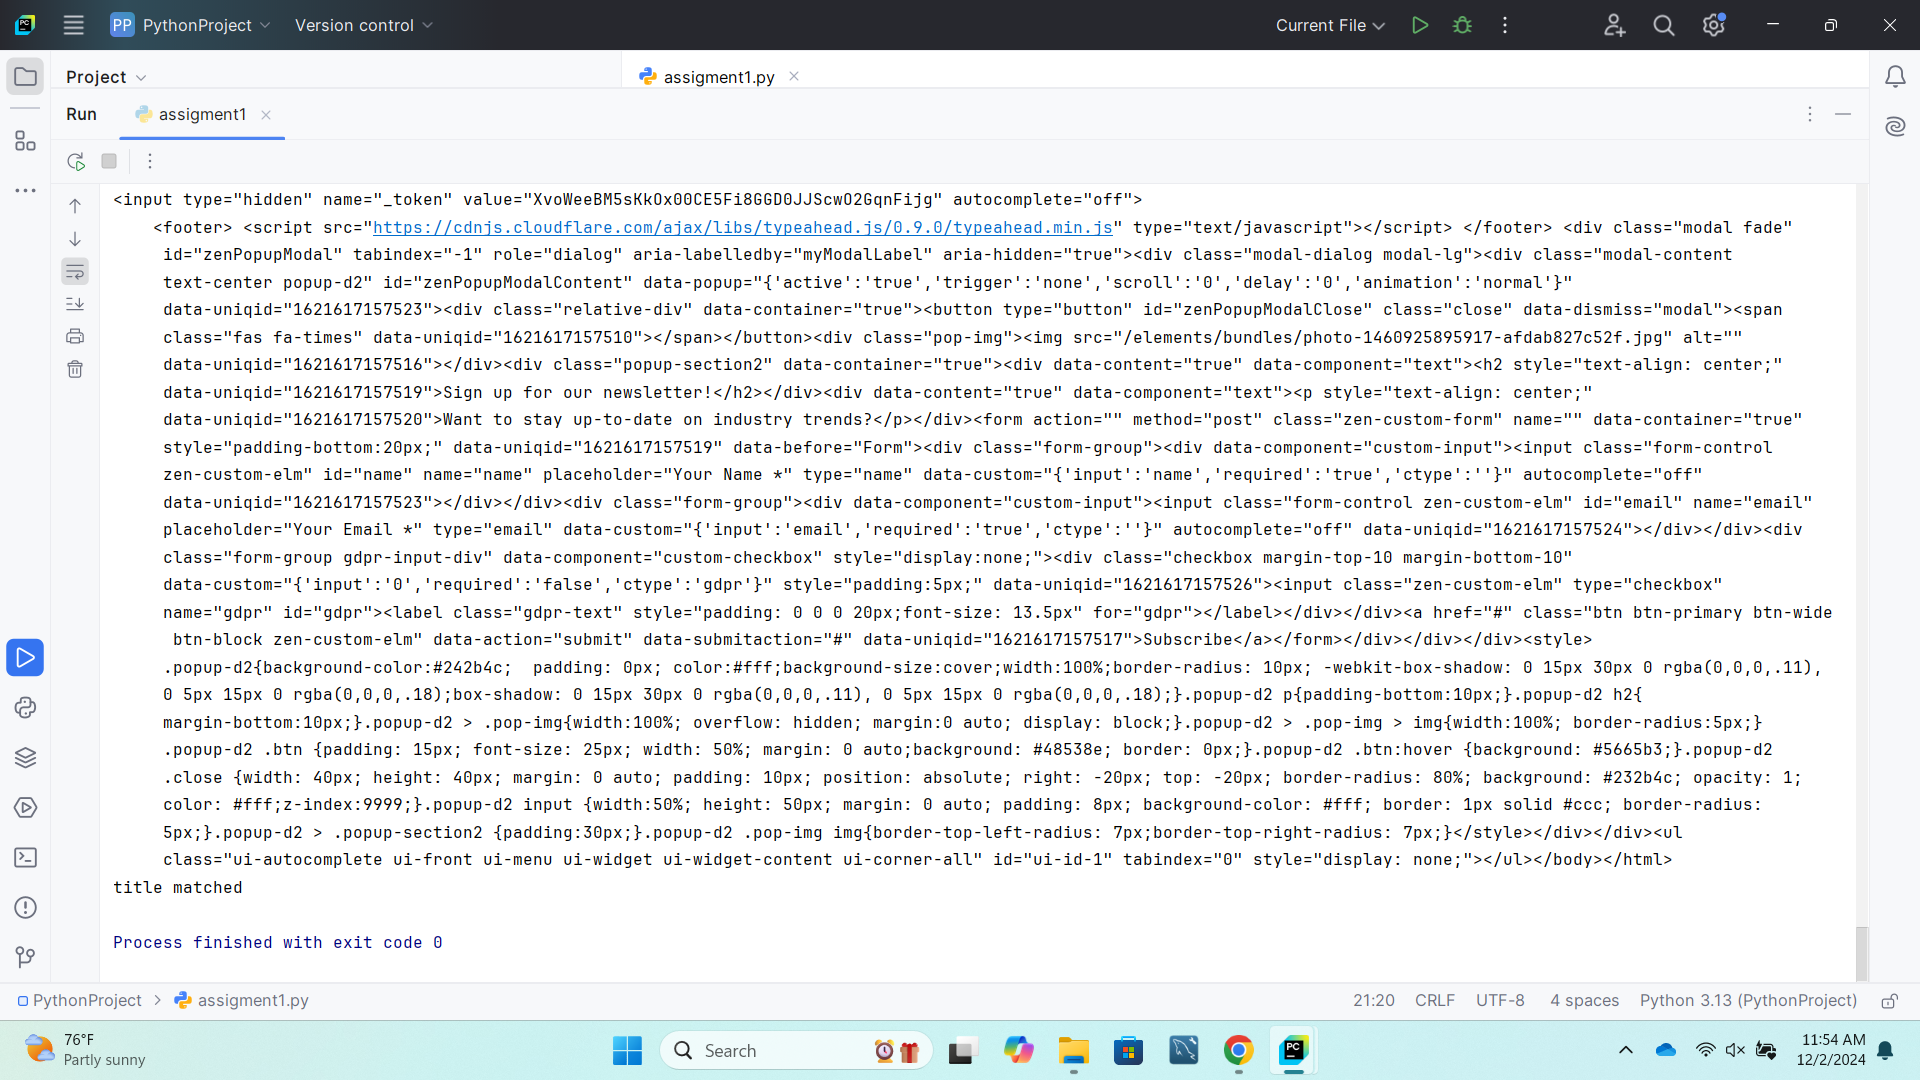 PP PythonProject Version control Current File
Project assigment1.py
Run assigment1
<input type="hidden" name="_token" value="XvoWeeBM5sKkOx00CE5Fi8GGD0JJScwO2GqnFijg" autocomplete="off">
<footer> <script src="https://cdnjs.cloudflare.com/ajax/libs/typeahead.js/0.9.0/typeahead.min.js" type="text/javascript"></script> </footer> <div class="modal fade"
id="zenPopupModal" tabindex="-1" role="dialog" aria-labelledby="myModalLabel" aria-hidden="true"><div class="modal-dialog modal-lg"><div class="modal-content
text-center popup-d2" id="zenPopupModalContent" data-popup="{'active':'true','trigger':'none','scroll':'0','delay':'0','animation':'normal'}"
data-uniqid="1621617157523"><div class="relative-div" data-container="true"><button type="button" id="zenPopupModalClose" class="close" data-dismiss="modal"><span
class="fas fa-times" data-uniqid="1621617157510"></span></button><div class="pop-img"><img src="/elements/bundles/photo-1460925895917-afdab827c52f.jpg" alt=""
data-uniqid="1621617157516"></div><div class="popup-section2" data-container="true"><div data-content="true" data-component="text"><h2 style="text-align: center;"
data-uniqid="1621617157519">Sign up for our newsletter!</h2></div><div data-content="true" data-component="text"><p style="text-align: center;"
data-uniqid="1621617157520">Want to stay up-to-date on industry trends?</p></div><form action="" method="post" class="zen-custom-form" name="" data-container="true"
style="padding-bottom:20px;" data-uniqid="1621617157519" data-before="Form"><div class="form-group"><div data-component="custom-input"><input class="form-control
zen-custom-elm" id="name" name="name" placeholder="Your Name *" type="name" data-custom="{'input':'name','required':'true','ctype':''}" autocomplete="off"
data-uniqid="1621617157523"></div></div><div class="form-group"><div data-component="custom-input"><input class="form-control zen-custom-elm" id="email" name="email"
placeholder="Your Email *" type="email" data-custom="{'input':'email','required':'true','ctype':''}" autocomplete="off" data-uniqid="1621617157524"></div></div><div
class="form-group gdpr-input-div" data-component="custom-checkbox" style="display:none;"><div class="checkbox margin-top-10 margin-bottom-10"
data-custom="{'input':'0','required':'false','ctype':'gdpr'}" style="padding:5px;" data-uniqid="1621617157526"><input class="zen-custom-elm" type="checkbox"
name="gdpr" id="gdpr"><label class="gdpr-text" style="padding: 0 0 0 20px;font-size: 13.5px" for="gdpr"></label></div></div><a href="#" class="btn btn-primary btn-wide
btn-block zen-custom-elm" data-action="submit" data-submitaction="#" data-uniqid="1621617157517">Subscribe</a></form></div></div></div><style>
.popup-d2{background-color:#242b4c;  padding: 0px; color:#fff;background-size:cover;width:100%;border-radius: 10px; -webkit-box-shadow: 0 15px 30px 0 rgba(0,0,0,.11),
0 5px 15px 0 rgba(0,0,0,.18);box-shadow: 0 15px 30px 0 rgba(0,0,0,.11), 0 5px 15px 0 rgba(0,0,0,.18);}.popup-d2 p{padding-bottom:10px;}.popup-d2 h2{
margin-bottom:10px;}.popup-d2 > .pop-img{width:100%; overflow: hidden; margin:0 auto; display: block;}.popup-d2 > .pop-img > img{width:100%; border-radius:5px;}
.popup-d2 .btn {padding: 15px; font-size: 25px; width: 50%; margin: 0 auto;background: #48538e; border: 0px;}.popup-d2 .btn:hover {background: #5665b3;}.popup-d2
.close {width: 40px; height: 40px; margin: 0 auto; padding: 10px; position: absolute; right: -20px; top: -20px; border-radius: 80%; background: #232b4c; opacity: 1;
color: #fff;z-index:9999;}.popup-d2 input {width:50%; height: 50px; margin: 0 auto; padding: 8px; background-color: #fff; border: 1px solid #ccc; border-radius:
5px;}.popup-d2 > .popup-section2 {padding:30px;}.popup-d2 .pop-img img{border-top-left-radius: 7px;border-top-right-radius: 7px;}</style></div></div><ul
class="ui-autocomplete ui-front ui-menu ui-widget ui-widget-content ui-corner-all" id="ui-id-1" tabindex="0" style="display: none;"></ul></body></html>
title matched
Process finished with exit code 0
PythonProject > assigment1.py 21:20 CRLF UTF-8 4 spaces Python 3.13 (PythonProject)
76°F
Partly sunny
Search
11:54 AM
12/2/2024